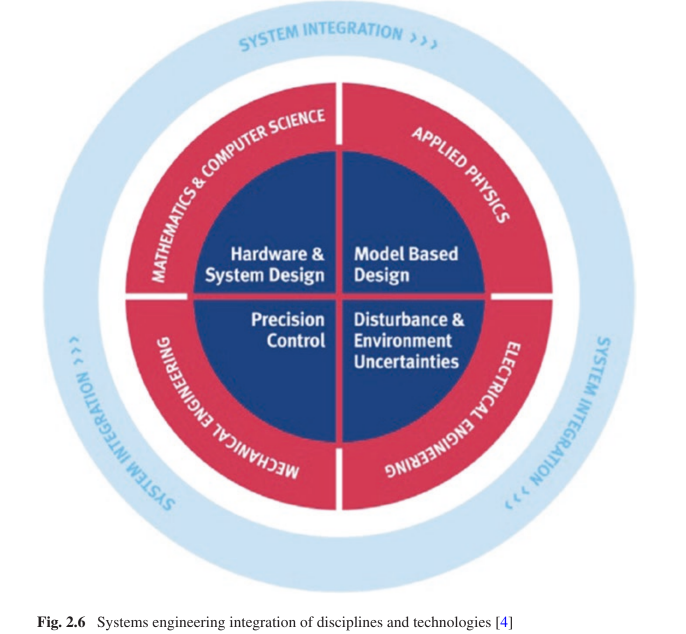 SYSTEM INTEGRATION >>>
MATHEMATICS & COMPUTER SCIENCE
APPLIED PHYSICS
Hardware &
System Design
Model Based
Design
Precision
Control
Disturbance &
Environment
Uncertainties
MECHANICAL ENGINEERING
ELECTRICAL ENGINEERING
SYSTEM INTEGRATION >>>
SYSTEM INTEGRATION >>>
Fig. 2.6 Systems engineering integration of disciplines and technologies [4]